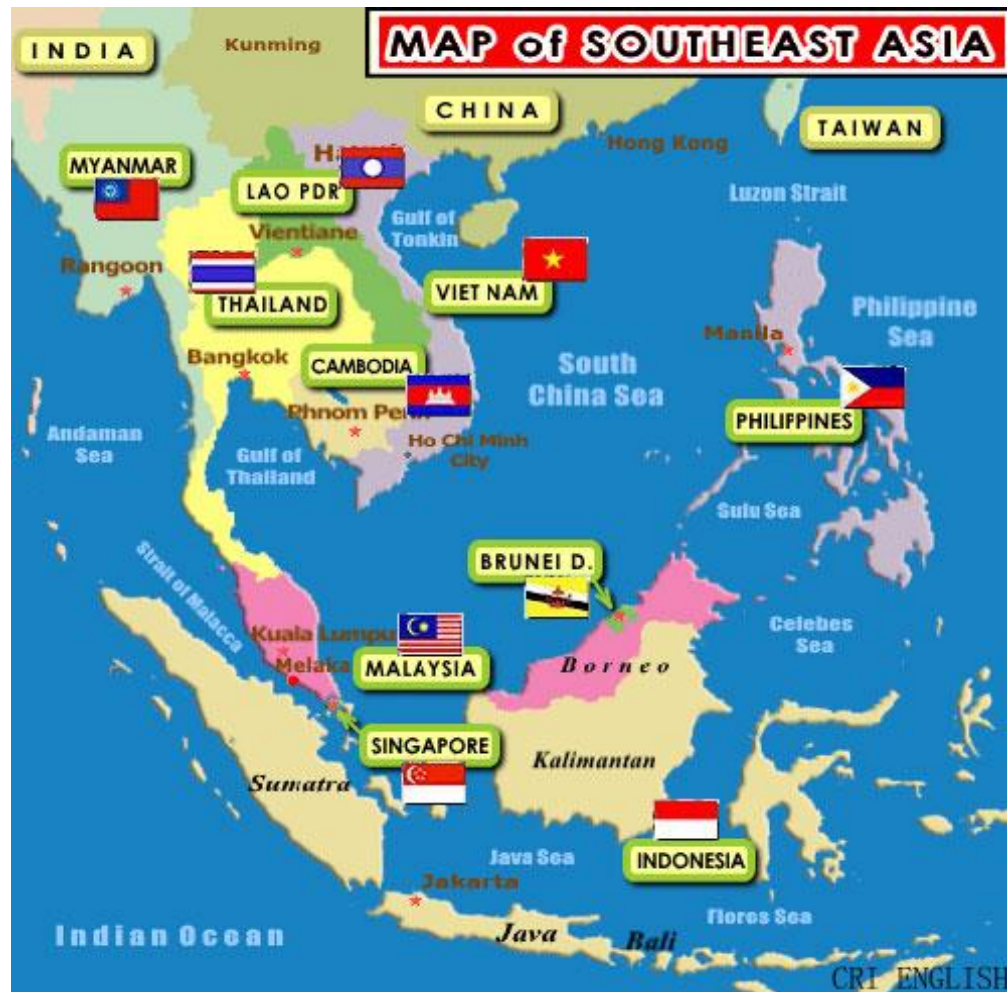 MAP of SOUTHEAST ASIA
INDIA
Kunming
CHINA
Hong Kong
TAIWAN
MYANMAR
LAO PDR
Luzon Strait
Gulf of
Tonkin
Vientiane
Rangoon
THAILAND
VIET NAM
Philippine
Sea
Manila
Bangkok
CAMBODIA
South
China Sea
Phnom
PHILIPPINES
Andaman
Sea
Gulf of
Thailand
Ho Chi Minh
City
Sulu Sea
Strait of Malacca
BRUNEI D.
Celebes
Sea
Kuala Lumpu
Melaka
MALAYSIA
Borneo
SINGAPORE
Sumatra
Kalimantan
Java Sea
INDONESIA
Jakarta
Flores Sea
Indian Ocean
Java
Bali
CRI ENGLISH